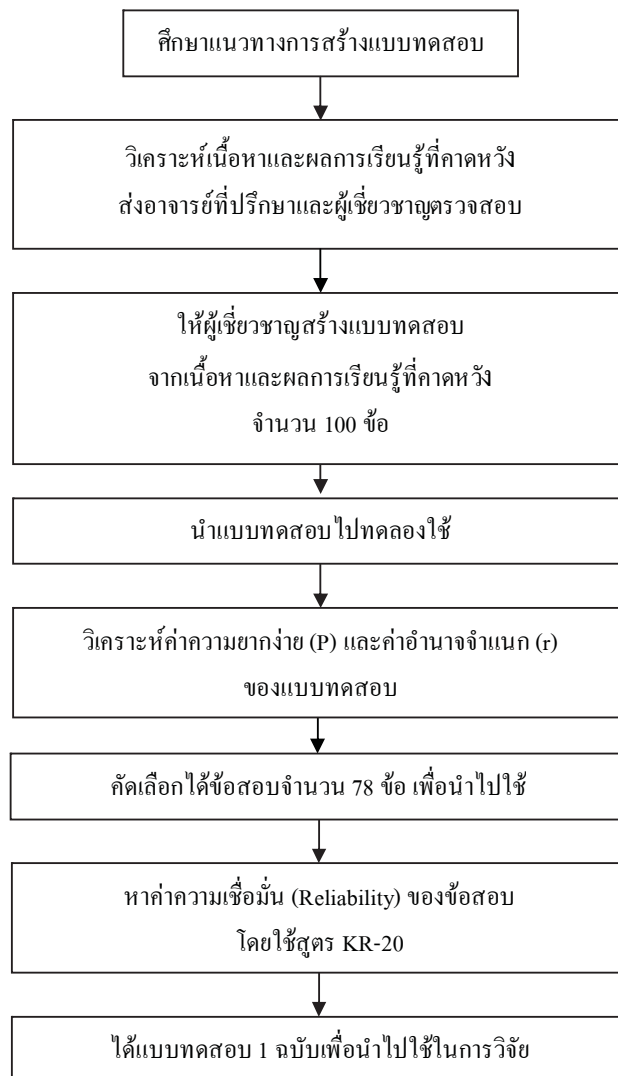 ศึกษาแนวทางการสร้างแบบทดสอบ
วิเคราะห์เนื้อหาและผลการเรียนรู้ที่คาดหวัง
ส่งอาจารย์ที่ปรึกษาและผู้เชี่ยวชาญตรวจสอบ
ให้ผู้เชี่ยวชาญสร้างแบบทดสอบ
จากเนื้อหาและผลการเรียนรู้ที่คาดหวัง
จำนวน 100 ข้อ
นำแบบทดสอบไปทดลองใช้
วิเคราะห์ค่าความยากง่าย (P) และค่าอำนาจจำแนก (r)
ของแบบทดสอบ
คัดเลือกได้ข้อสอบจำนวน 78 ข้อ เพื่อนำไปใช้
หาค่าความเชื่อมั่น (Reliability) ของข้อสอบ
โดยใช้สูตร KR-20
ได้แบบทดสอบ 1 ฉบับเพื่อนำไปใช้ในการวิจัย